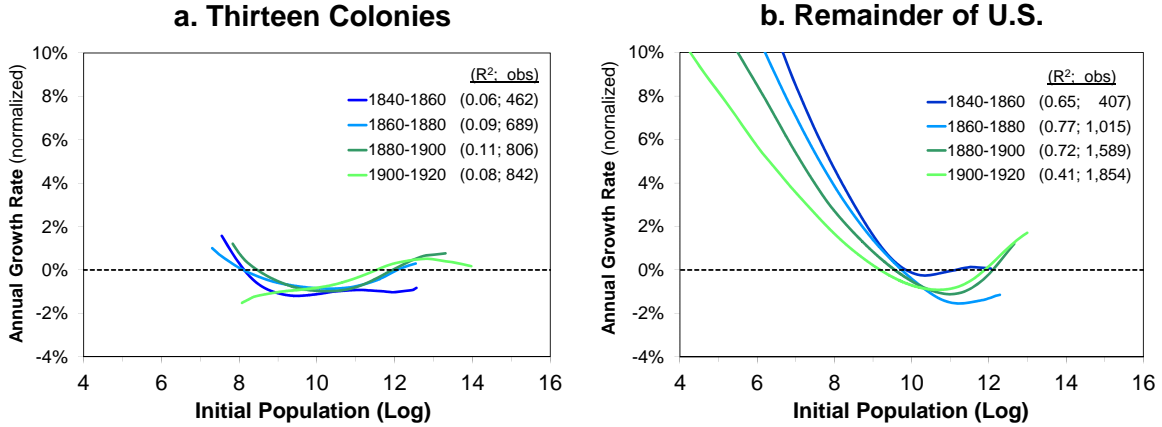 a. Thirteen Colonies
Annual Growth Rate (normalized)
10%
8%
6%
4%
2%
0%
-2%
-4%
(R²; obs)
1840-1860 (0.06; 462)
1860-1880 (0.09; 689)
1880-1900 (0.11; 806)
1900-1920 (0.08; 842)
4 6 8 10 12 14 16
Initial Population (Log)
b. Remainder of U.S.
Annual Growth Rate (nornalized)
10%
8%
6%
4%
2%
0%
-2%
-4%
(R²; obs)
1840-1860 (0.65; 407)
1860-1880 (0.77; 1,015)
1880-1900 (0.72; 1,589)
1900-1920 (0.41; 1,854)
4 6 8 10 12 14 16
Initial Population (Log)